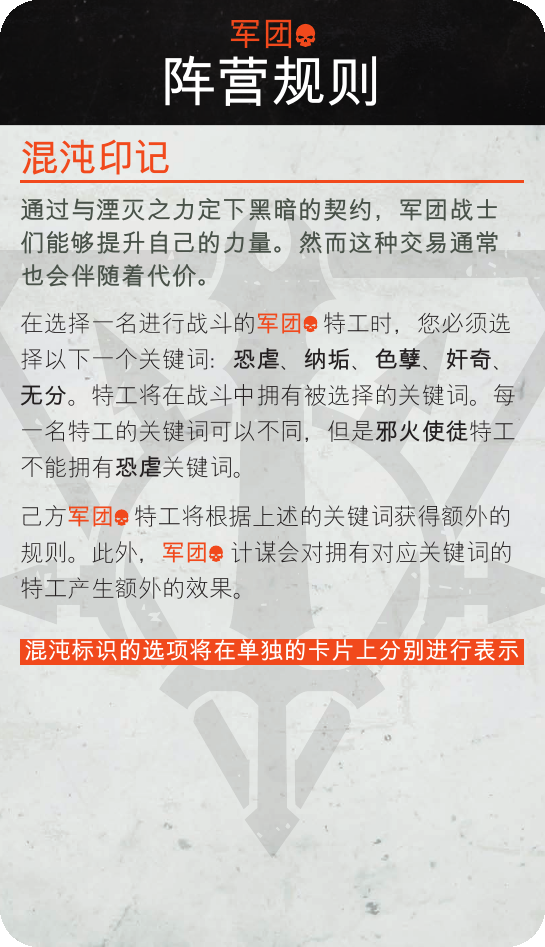 军团
阵营规则
混沌印记
通过与湮灭之力定下黑暗的契约，军团战士
们能够提升自己的力量。然而这种交易通常
也会伴随着代价。
在选择一名进行战斗的军团特工时，您必须选
择以下一个关键词：恐虐、纳垢、色孽、奸奇、
无分。特工将在战斗中拥有被选择的关键词。每
一名特工的关键词可以不同，但是邪火使徒特工
不能拥有恐虐关键词。
己方军团特工将根据上述的关键词获得额外的
规则。此外，军团计谋会对拥有对应关键词的
特工产生额外的效果。
混沌标识的选项将在单独的卡片上分别进行表示